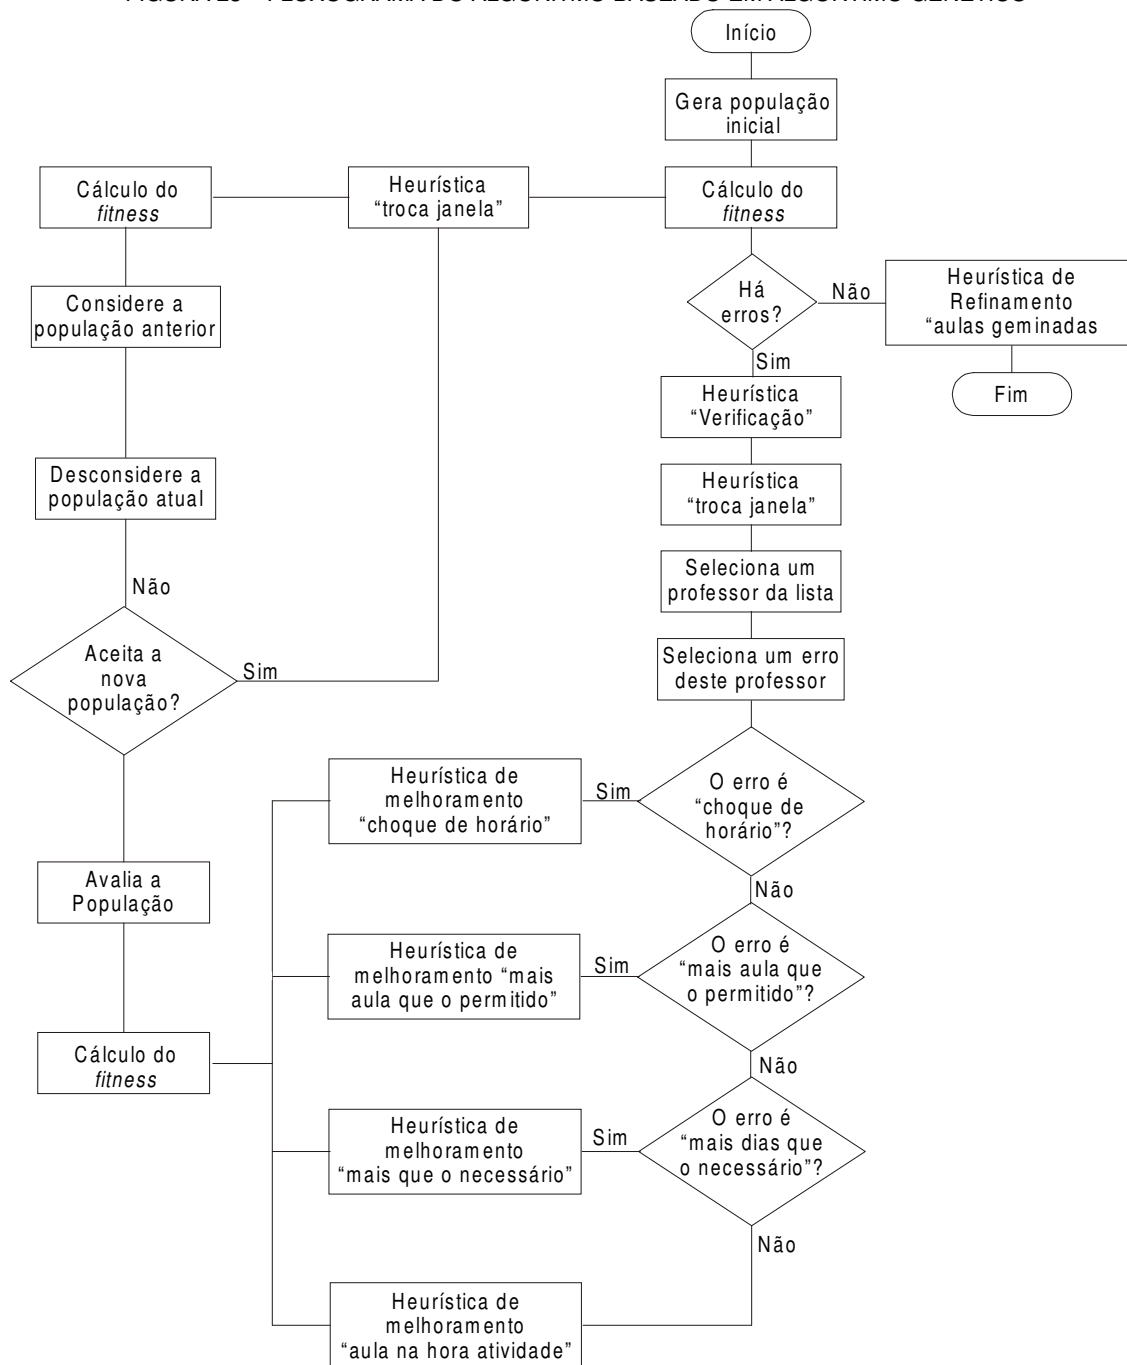 Início
Gera população
inicial
Cálculo do
fitness
Heurística
“troca janela”
Cálculo do
fitness
Há
erros?
Não
Heurística de
Refinamento
“aulas geminadas
Fim
Sim
Considere a
população anterior
Heurística
“Verificação”
Desconsidere a
população atual
Heurística
“troca janela”
Não
Seleciona um
professor da lista
Aceita a
nova
população?
Sim
Seleciona um erro
deste professor
Heurística de
melhoramento
“choque de horário”
Sim
O erro é
“choque de
horário”?
Não
Avalia a
População
Heurística de
melhoramento “mais
aula que o permitido”
Sim
O erro é
“mais aula que
o permitido”?
Não
Cálculo do
fitness
Heurística de
melhoramento
“mais que o necessário”
Sim
O erro é
“mais dias que
o necessário”?
Não
Heurística de
melhoramento
“aula na hora atividade”